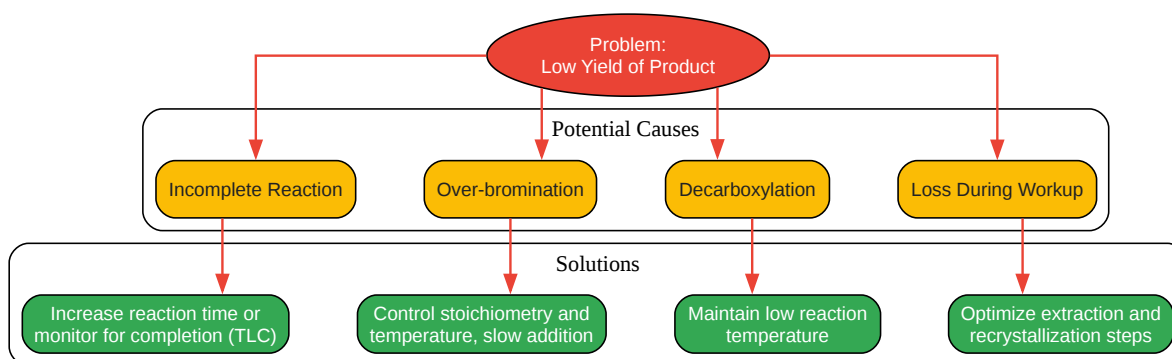 Problem:
Low Yield of Product
Potential Causes
Incomplete Reaction
Over-bromination
Decarboxylation
Loss During Workup
Solutions
Increase reaction time or
monitor for completion (TLC)
Control stoichiometry and
temperature, slow addition
Maintain low reaction
temperature
Optimize extraction and
recrystallization steps